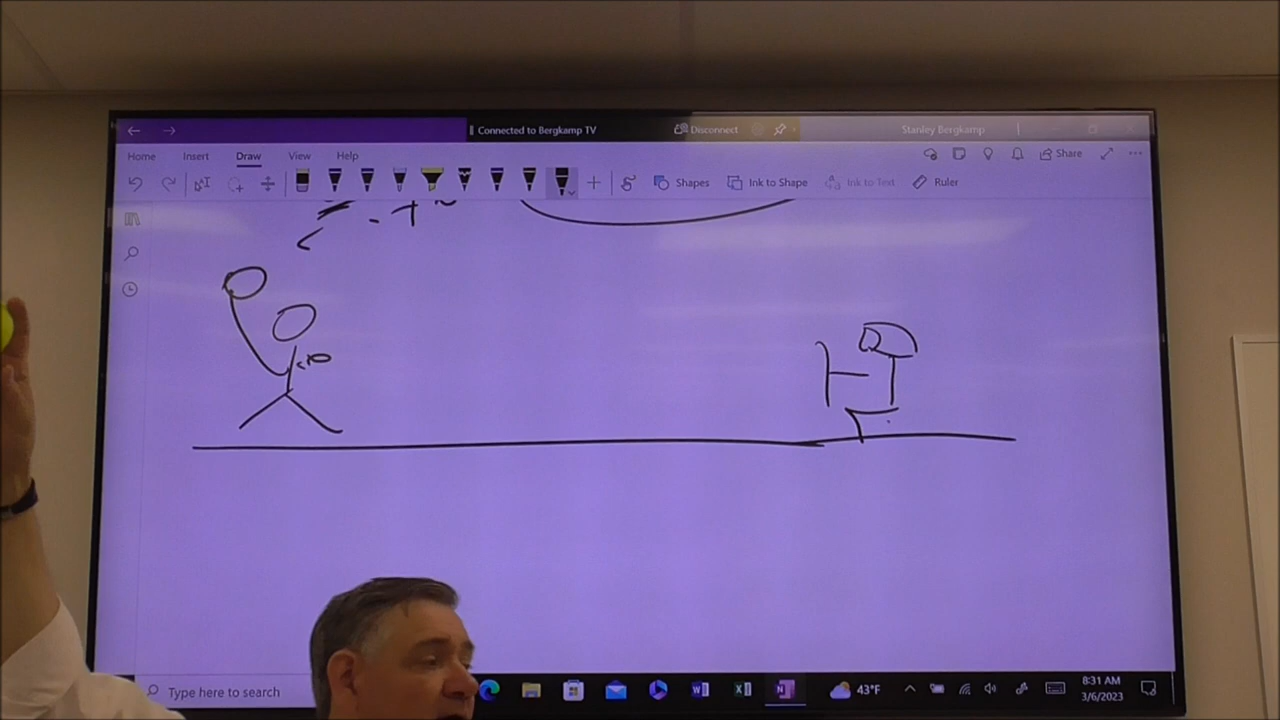 Connected to Bergkamp TV
Disconnect
Stanley Bergkamp
Home Insert Draw View Help
Share
Shapes Ink to Shape Ink to Text Ruler
Type here to search
43°F
8:31 AM
3/6/2023